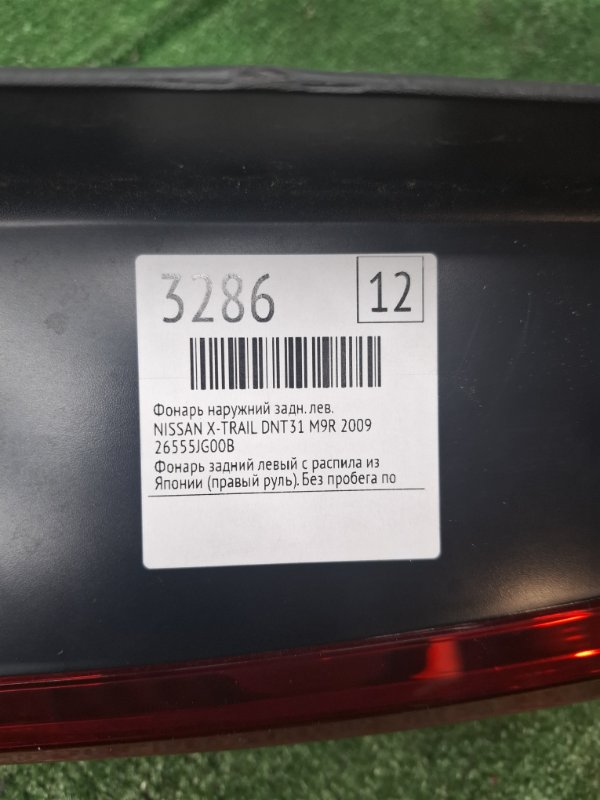 3286
12
Фонарь наружний задн. лев.
NISSAN X-TRAIL DNT31 M9R 2009
26555JG00B
Фонарь задний левый с распила из
Японии (правый руль). Без пробега по